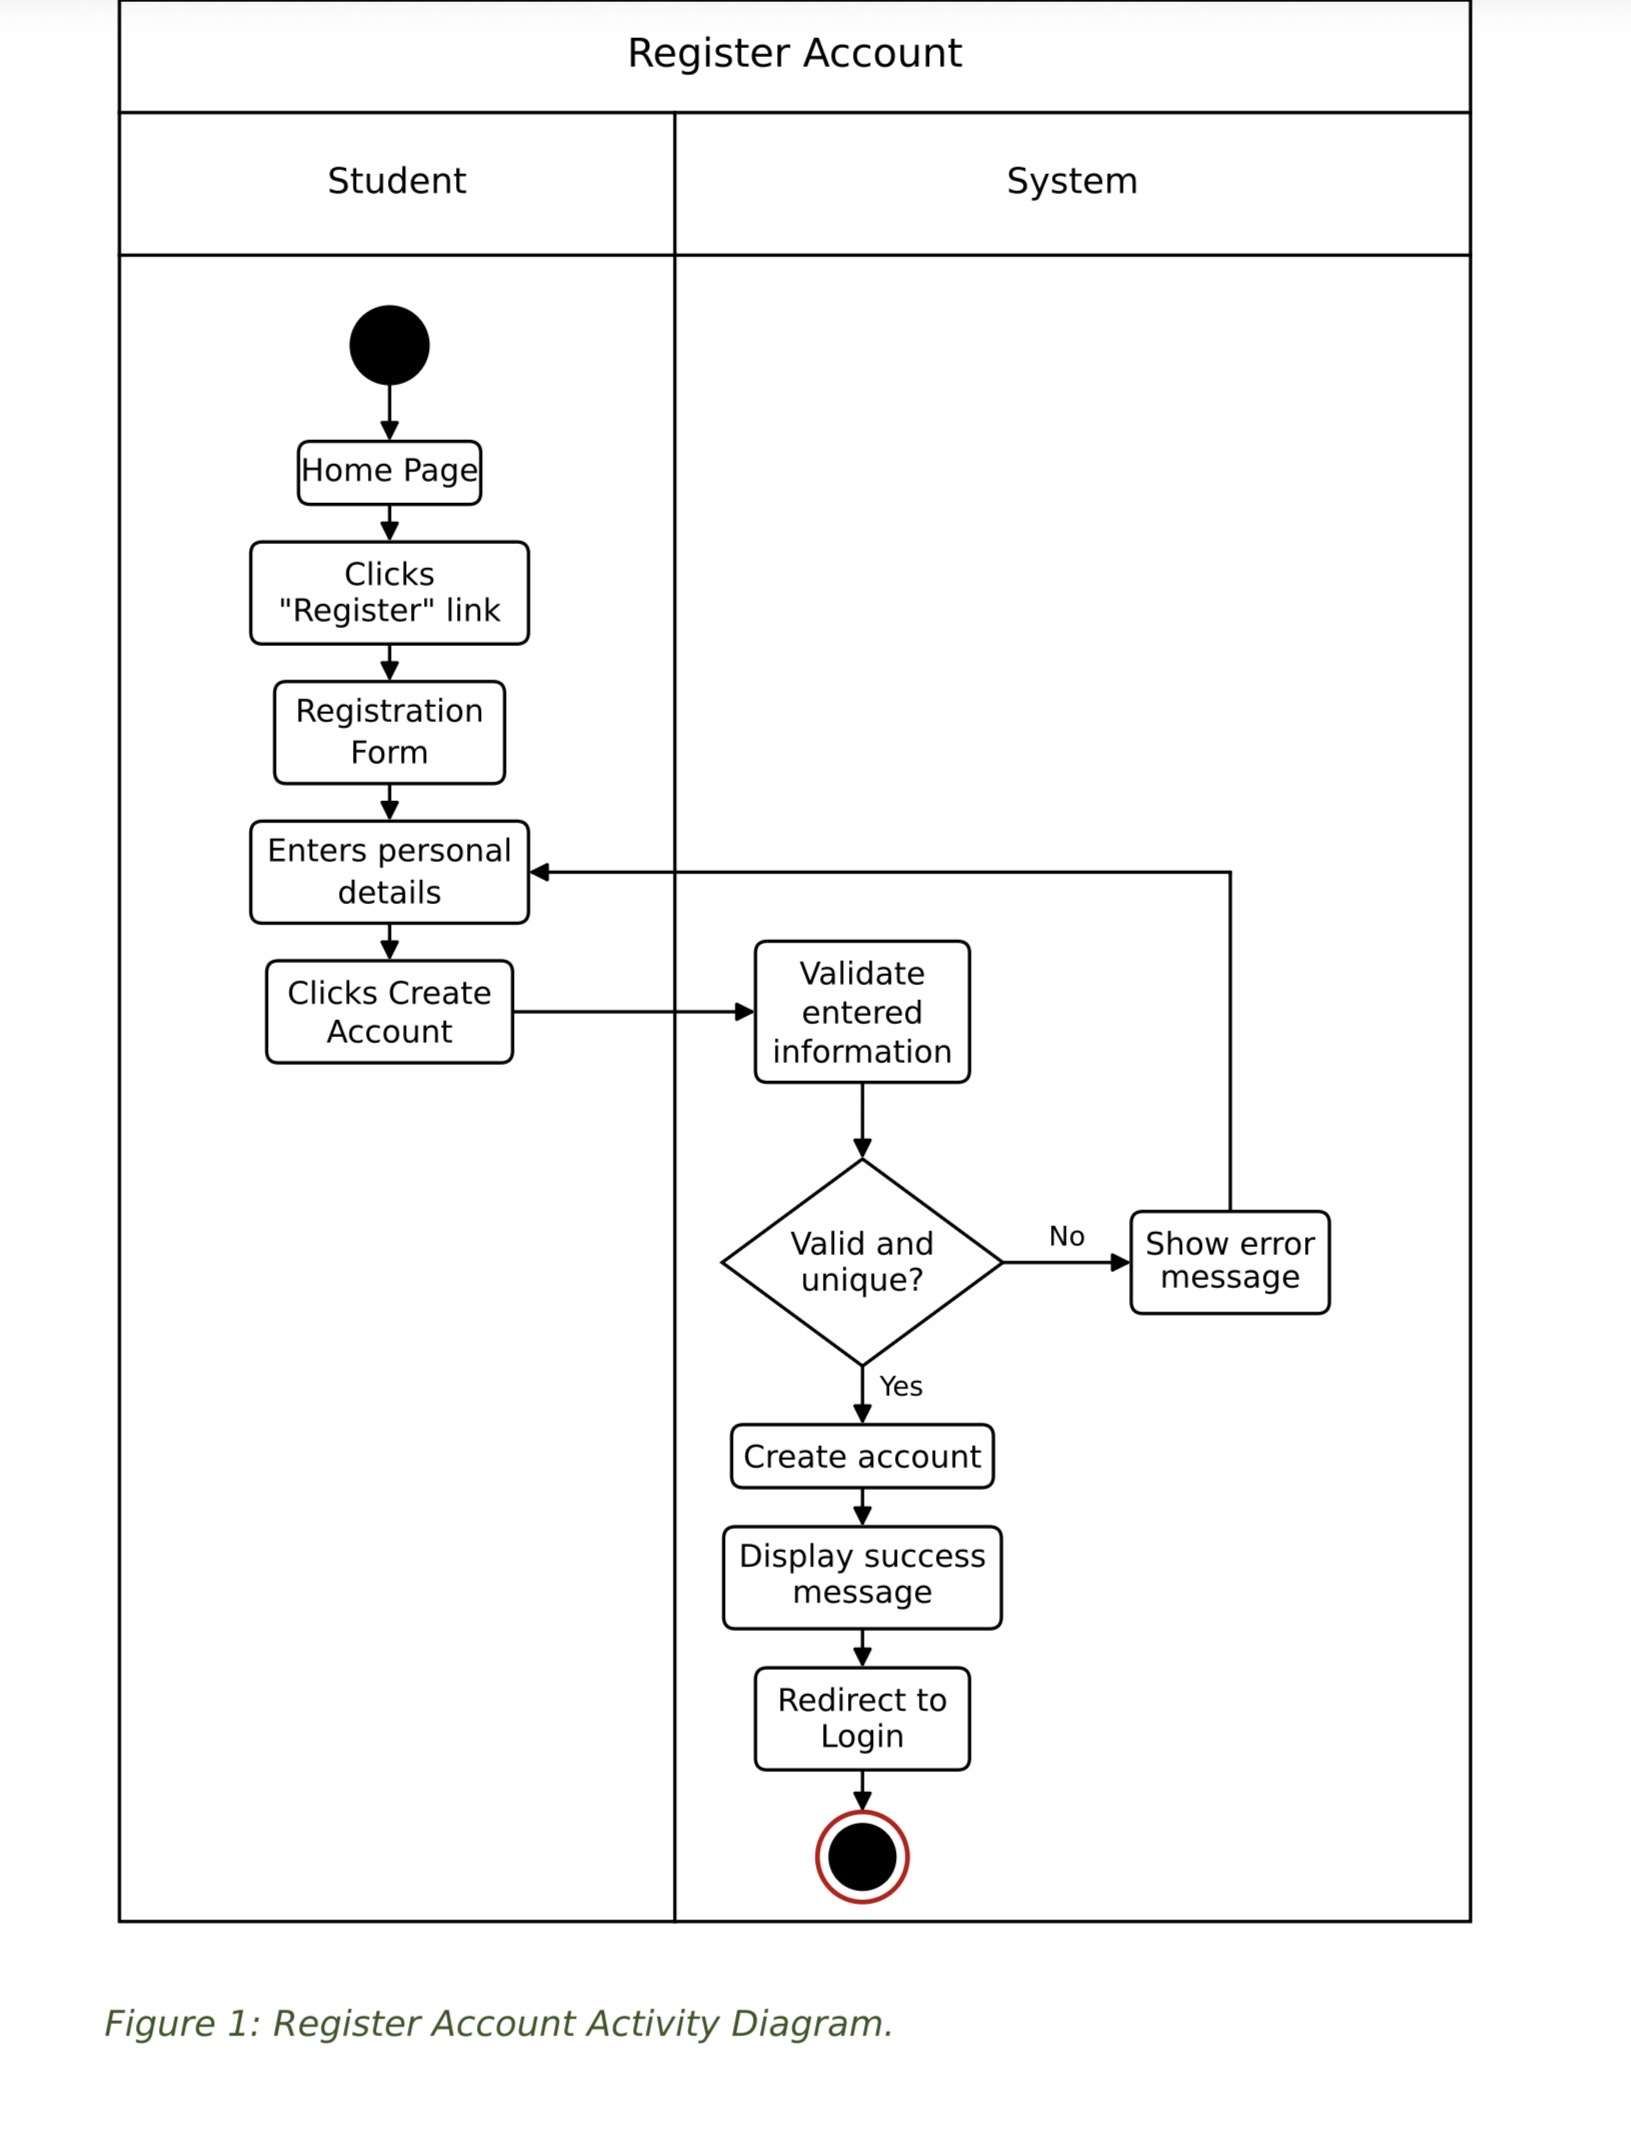 Register Account
Student
System
Home Page
Clicks
"Register" link
Registration
Form
Enters personal
details
Clicks Create
Account
Validate
entered
information
Valid and
unique?
No
Show error
message
Yes
Create account
Display success
message
Redirect to
Login
Figure 1: Register Account Activity Diagram.